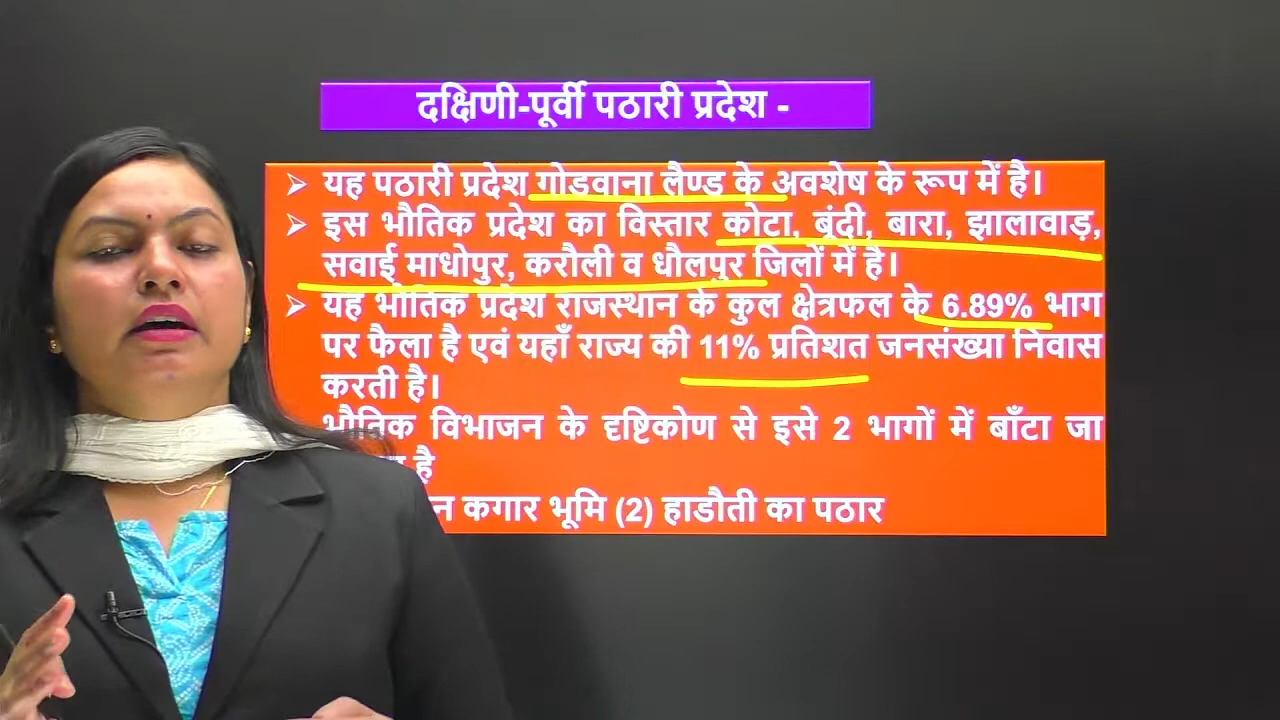 दक्षिणी-पूर्वी पठारी प्रदेश -
➢ यह पठारी प्रदेश गोडवाना लैण्ड के अवशेष के रूप में है।
➢ इस भौतिक प्रदेश का विस्तार कोटा, बूंदी, बारा, झालावाड़,
सवाई माधोपुर, करौली व धौलपुर जिलों में है।
➢ यह भौतिक प्रदेश राजस्थान के कुल क्षेत्रफल के 6.89% भाग
पर फैला है एवं यहाँ राज्य की 11% प्रतिशत जनसंख्या निवास
करती है।
भौतिक विभाजन के दृष्टिकोण से इसे 2 भागों में बाँटा जा
है
कगार भूमि (2) हाडौती का पठार